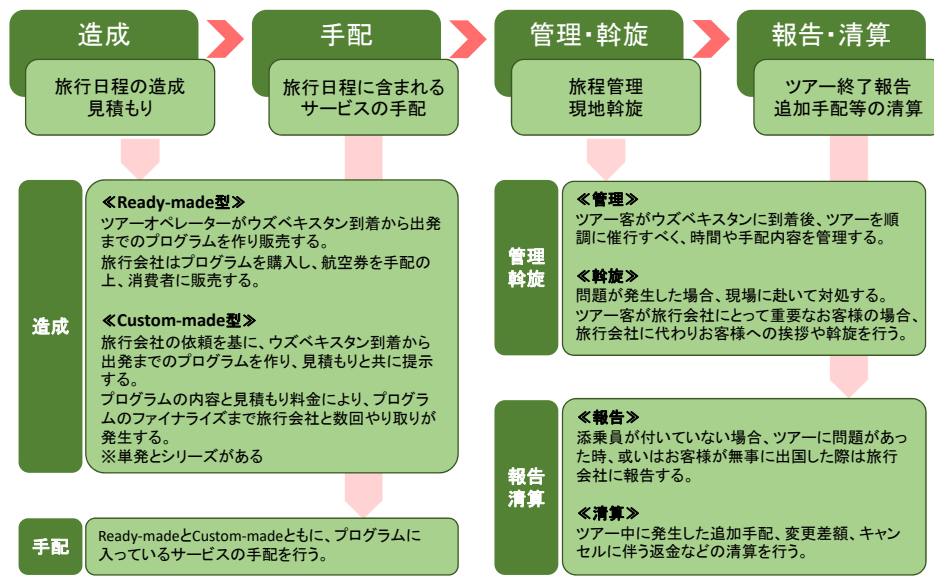 造成
手配
管理・斡旋
報告・清算
旅行日程の造成
見積もり
旅行日程に含まれる
サービスの手配
旅程管理
現地斡旋
ツアー終了報告
追加手配等の清算
造成
≪Ready-made型≫
ツアーオペレーターがウズベキスタン到着から出発
までのプログラムを作り販売する。
旅行会社はプログラムを購入し、航空券を手配の
上、消費者に販売する。
≪Custom-made型≫
旅行会社の依頼を基に、ウズベキスタン到着から
出発までのプログラムを作り、見積もりと共に提示
する。
プログラムの内容と見積もり料金により、プログラ
ムのファイナライズまで旅行会社と数回やり取りが
発生する。
※単発とシリーズがある
手配
Ready-madeとCustom-madeともに、プログラムに
入っているサービスの手配を行う。
管理
斡旋
≪管理≫
ツアー客がウズベキスタンに到着後、ツアーを順
調に催行すべく、時間や手配内容を管理する。
≪斡旋≫
問題が発生した場合、現場に赴いて対処する。
ツアー客が旅行会社にとって重要なお客様の場合、
旅行会社に代わりお客様への挨拶や斡旋を行う。
報告
清算
≪報告≫
添乗員が付いていない場合、ツアーに問題があっ
た時、或いはお客様が無事に出国した際は旅行
会社に報告する。
≪清算≫
ツアー中に発生した追加手配、変更差額、キャン
セルに伴う返金などの清算を行う。